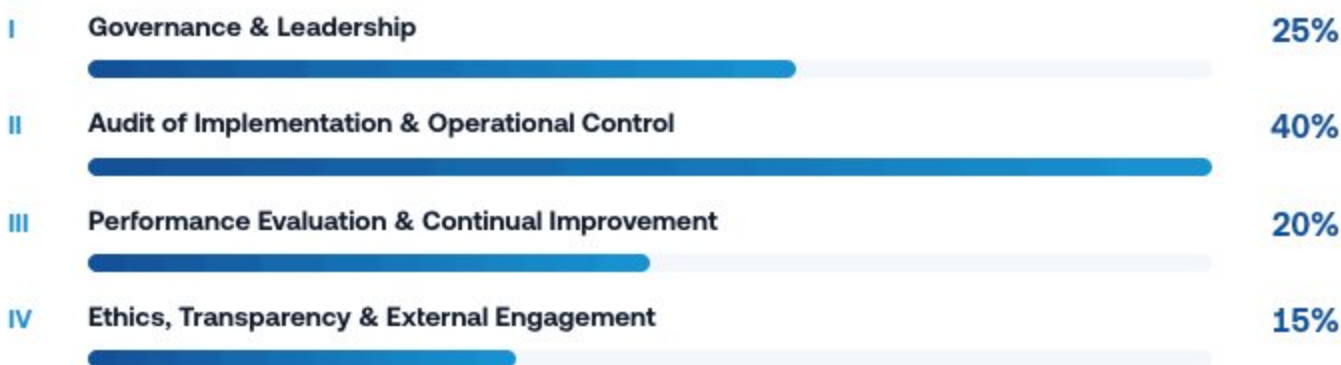 I Governance & Leadership 25%
II Audit of Implementation & Operational Control 40%
III Performance Evaluation & Continual Improvement 20%
IV Ethics, Transparency & External Engagement 15%